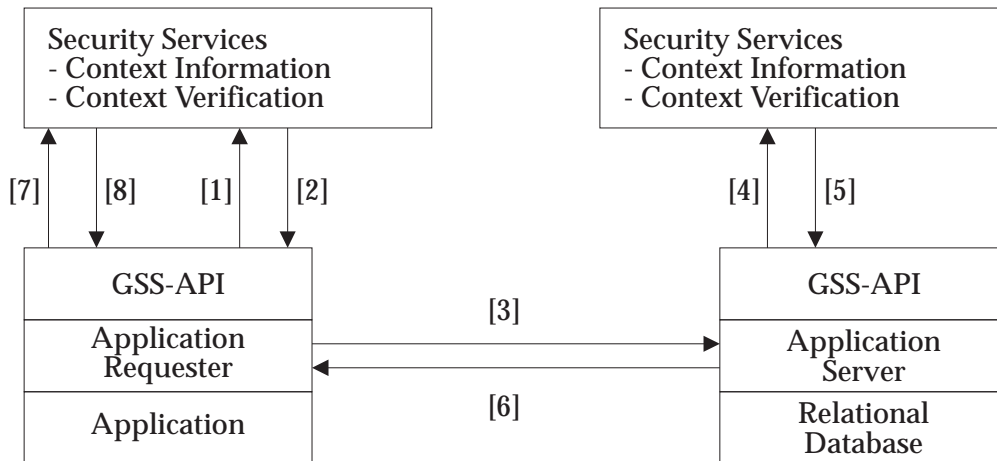 Security Services
- Context Information
- Context Verification
Security Services
- Context Information
- Context Verification
[7]
[8]
[1]
[2]
[4]
[5]
GSS-API
Application
Requester
Application
[3]
[6]
GSS-API
Application
Server
Relational
Database